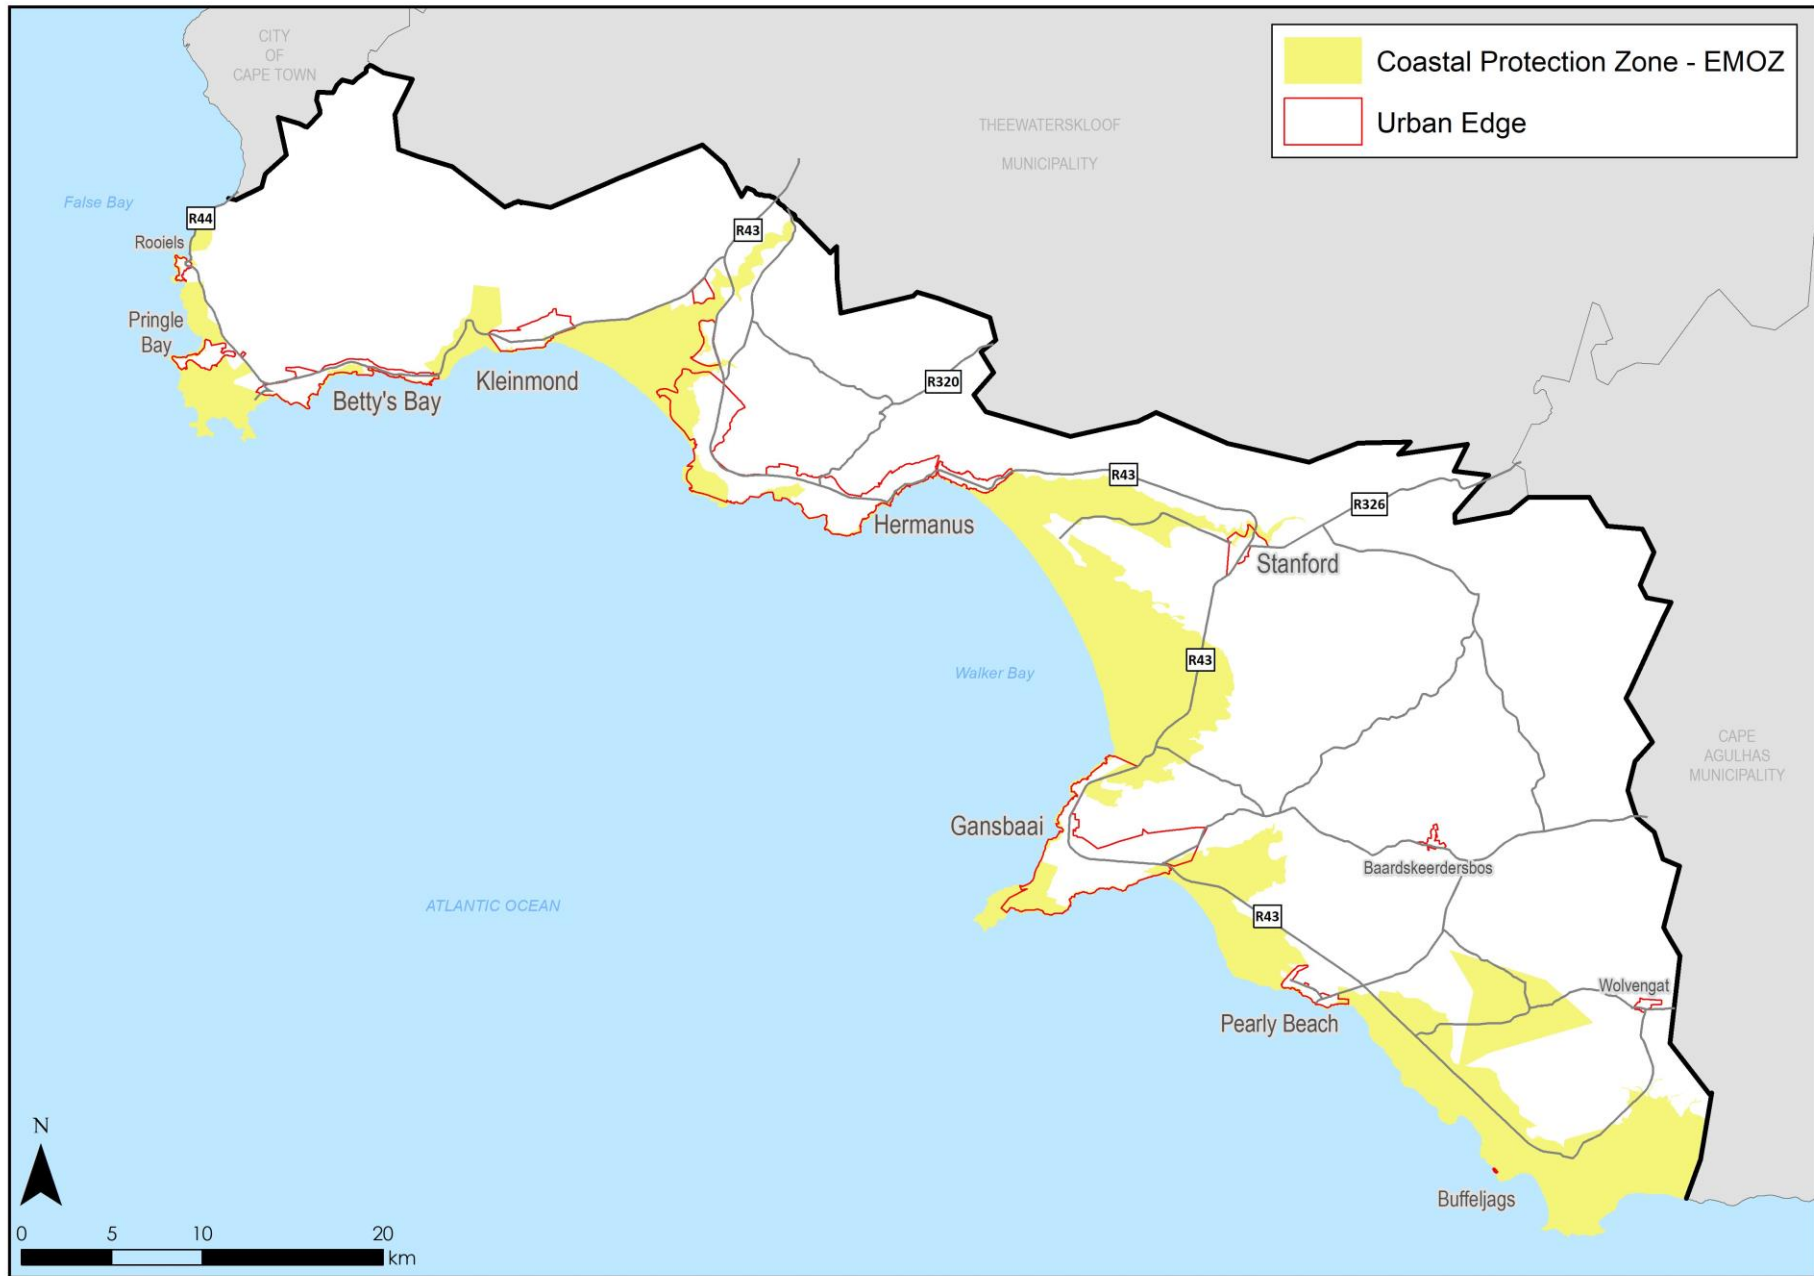 CITY
OF
CAPE TOWN
Coastal Protection Zone - EMOZ
Urban Edge
THEEWATERSKLOOF
MUNICIPALITY
False Bay
R44
Rooiels
R43
Pringle
Bay
Betty's Bay
Kleinmond
R320
Hermanus
R43
R326
Stanford
R43
Walker Bay
CAPE
AGULHAS
MUNICIPALITY
Gansbaai
Baardskeerdersbos
ATLANTIC OCEAN
R43
Wolvengat
Pearly Beach
Buffeljags
N
0 5 10 20
km